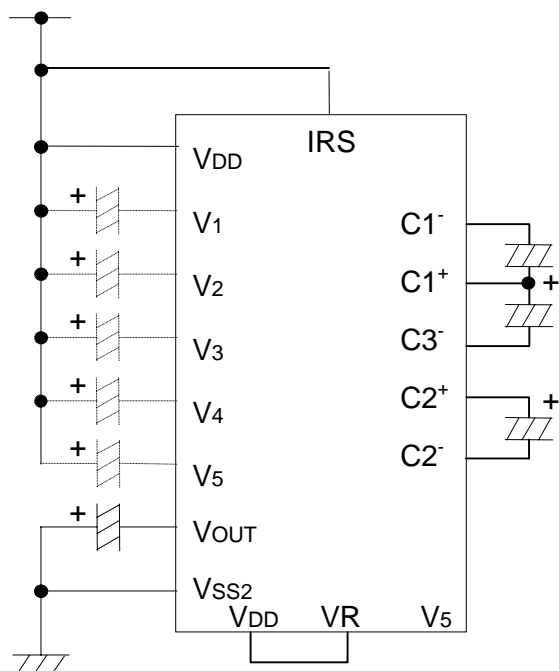 IRS
VDD
+
V1
C1-
+
V2
C1+
+
+
V3
C3-
+
V4
C2+
+
+
V5
C2-
+
VOUT
VSS2
VDD VR V5